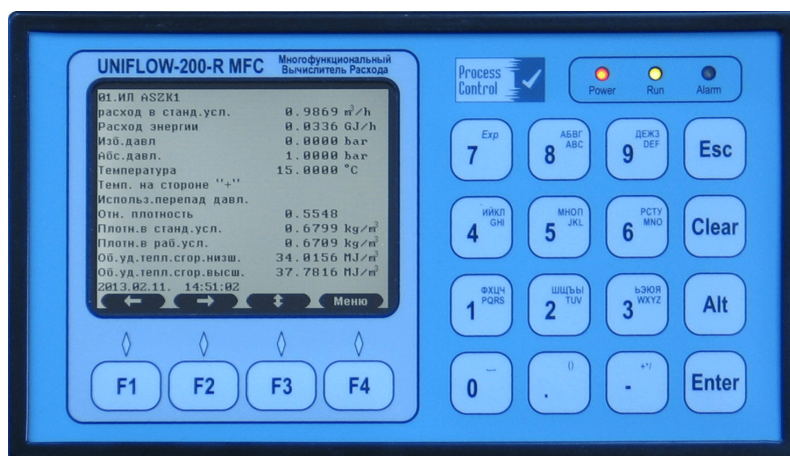 UNIFLOW-200-R MFC
Многофункциональный
Вычислитель Расхода
01.ИЛ ASZK1
расход в станд.усл. 0.9869 m³/h
Расход энергии 0.0336 GJ/h
Изб.давл 0.0000 bar
Абс.давл. 1.0000 bar
Температура 15.0000 °C
Темп. на стороне "+"
Использ.перепад давл.
Отн. плотность 0.5548
Плотн.в станд.усл. 0.6799 kg/m³
Плотн.в раб.усл. 0.6709 kg/m³
Об.уд.тепл.сгор.низш. 34.0156 MJ/m³
Об.уд.тепл.сгор.высш. 37.7816 MJ/m³
2013.02.11. 14:51:02
← → ↕ Меню
F1 F2 F3 F4
Process
Control
Power Run Alarm
7 Exp
8 АБВГ ABC
9 ДЕЖЗ DEF
Esc
4 ИЙКЛ GHI
5 МНОП JKL
6 РСТУ MNO
Clear
1 ФХЦЧ PQRS
2 ШЩЪЫ TUV
3 ЬЭЮЯ WXYZ
Alt
0
. ()
- +*/
Enter